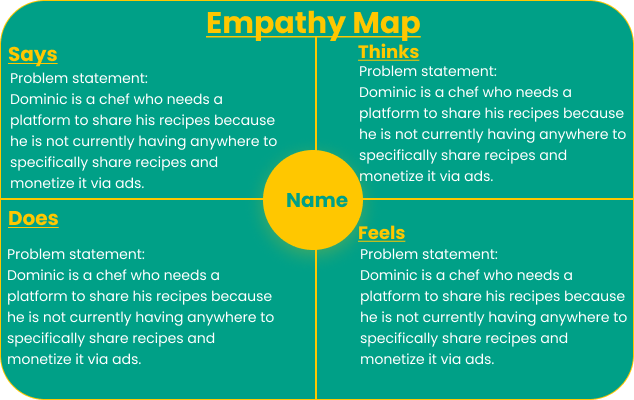 Empathy Map
Says
Problem statement:
Dominic is a chef who needs a
platform to share his recipes because
he is not currently having anywhere to
specifically share recipes and
monetize it via ads.
Thinks
Problem statement:
Dominic is a chef who needs a
platform to share his recipes because
he is not currently having anywhere to
specifically share recipes and
monetize it via ads.
Name
Does
Problem statement:
Dominic is a chef who needs a
platform to share his recipes because
he is not currently having anywhere to
specifically share recipes and
monetize it via ads.
Feels
Problem statement:
Dominic is a chef who needs a
platform to share his recipes because
he is not currently having anywhere to
specifically share recipes and
monetize it via ads.